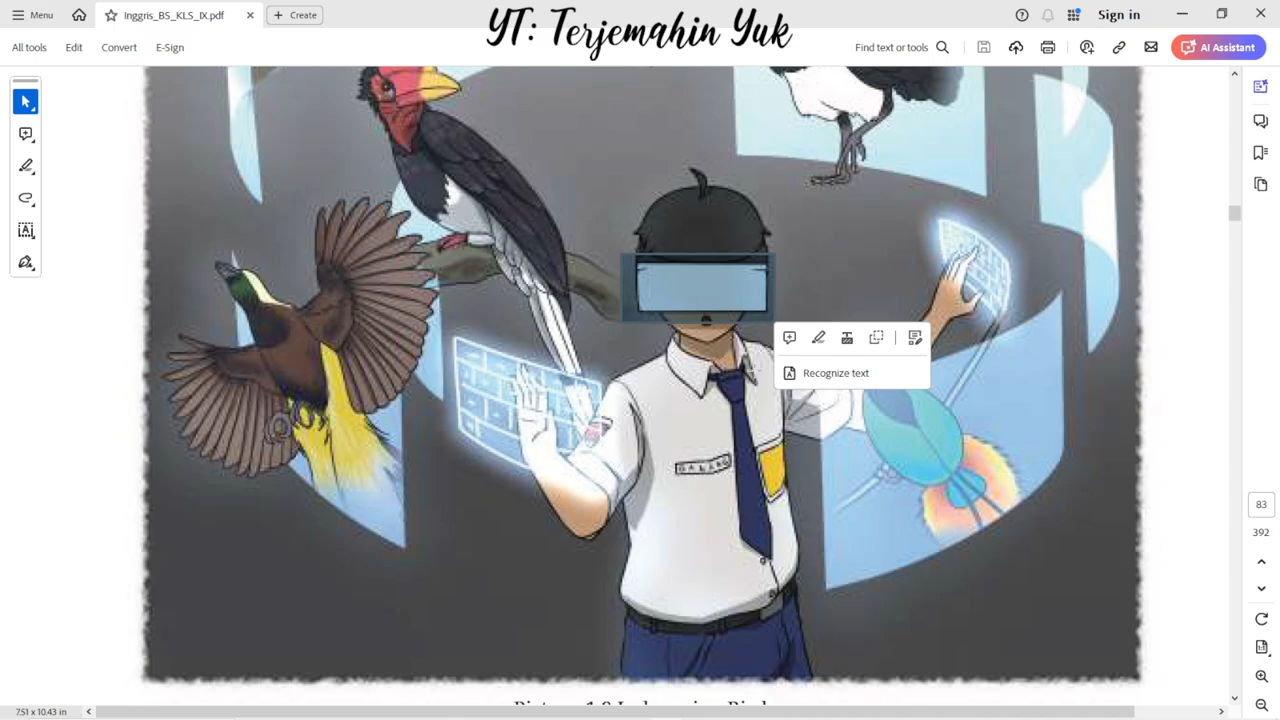 Menu
Inggris_BS_KLS_IX.pdf
Create
YT: Terjemahin Yuk
Sign in
All tools
Edit
Convert
E-Sign
Find text or tools
AI Assistant
Recognize text
GALANG
83
392
7.51 x 10.43 in